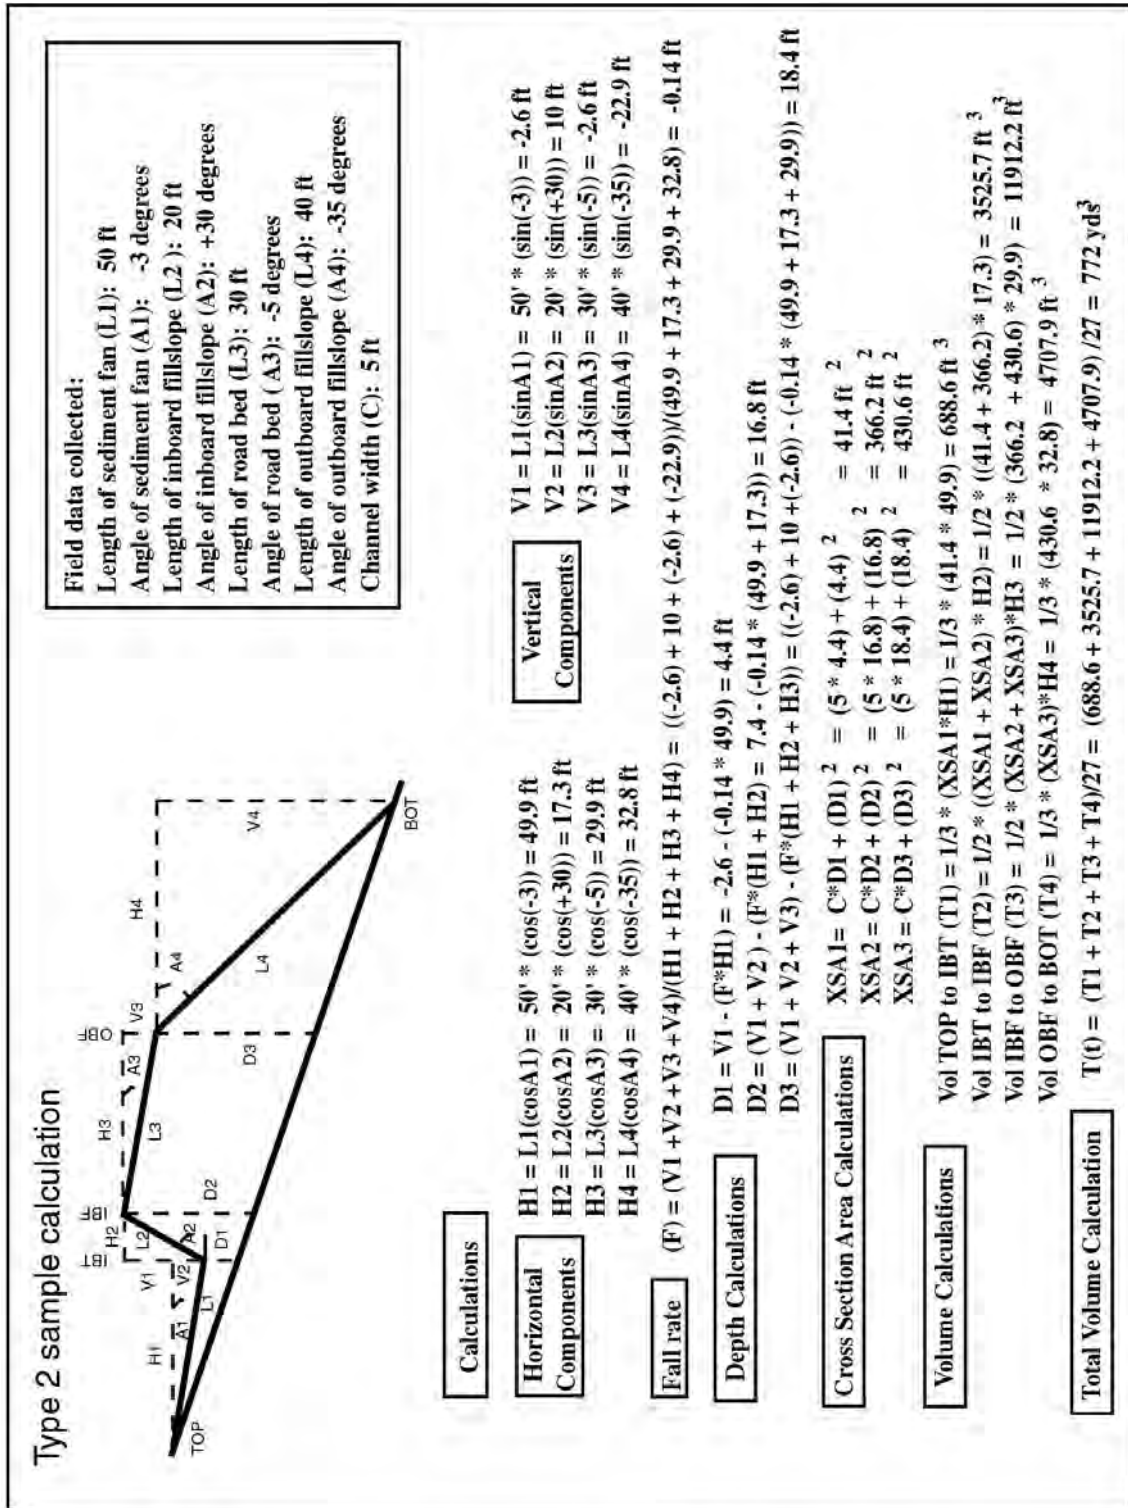 Type 2 sample calculation
Field data collected:
Length of sediment fan (L1): 50 ft
Angle of sediment fan (A1): -3 degrees
Length of inboard fillslope (L2 ): 20 ft
Angle of inboard fillslope (A2): +30 degrees
Length of road bed (L3): 30 ft
Angle of road bed ( A3): -5 degrees
Length of outboard fillslope (L4): 40 ft
Angle of outboard fillslope (A4): -35 degrees
Channel width (C): 5 ft
TOP
H1
A1
L1
IBT
V1
V2
H2
L2
A2
D1
IBF
D2
H3
L3
A3
OBF
V3
D3
H4
A4
L4
V4
BOT
Calculations
Horizontal
Components
H1 = L1(cosA1) = 50' * (cos(-3)) = 49.9 ft
H2 = L2(cosA2) = 20' * (cos(+30))) = 17.3 ft
H3 = L3(cosA3) = 30' * (cos(-5)) = 29.9 ft
H4 = L4(cosA4) = 40' * (cos(-35)) = 32.8 ft
Vertical
Components
V1 = L1(sinA1) = 50' * (sin(-3)) = -2.6 ft
V2 = L2(sinA2) = 20' * (sin(+30))) = 10 ft
V3 = L3(sinA3) = 30' * (sin(-5)) = -2.6 ft
V4 = L4(sinA4) = 40' * (sin(-35)) = -22.9 ft
Fall rate
(F) = (V1 +V2 +V3 +V4)/(H1 + H2 + H3 + H4) = ((-2.6) + 10 + (-2.6) + (-22.9))/(49.9 + 17.3 + 29.9 + 32.8) = -0.14 ft
Depth Calculations
D1 = V1 - (F*H1) = -2.6 - (-0.14 * 49.9) = 4.4 ft
D2 = (V1 + V2 ) - (F*(H1 + H2) = 7.4 - (-0.14 * (49.9 + 17.3)) = 16.8 ft
D3 = (V1 + V2 + V3) - (F*(H1 + H2 + H3)) = ((-2.6) + 10 +(-2.6)) - (-0.14 * (49.9 + 17.3 + 29.9)) = 18.4 ft
Cross Section Area Calculations
XSA1= C*D1 + (D1) 2 = (5 * 4.4) + (4.4) 2 = 41.4 ft 2
XSA2 = C*D2 + (D2) 2 = (5 * 16.8) + (16.8) 2 = 366.2 ft 2
XSA3 = C*D3 + (D3) 2 = (5 * 18.4) + (18.4) 2 = 430.6 ft 2
Volume Calculations
Vol TOP to IBT (T1) = 1/3 * (XSA1*H1) = 1/3 * (41.4 * 49.9) = 688.6 ft 3
Vol IBT to IBF (T2) = 1/2 * ((XSA1 + XSA2) * H2) = 1/2 * ((41.4 + 366.2) * 17.3) = 3525.7 ft 3
Vol IBF to OBF (T3) = 1/2 * (XSA2 + XSA3)*H3 = 1/2 * (366.2 + 430.6) * 29.9) = 11912.2 ft 3
Vol OBF to BOT (T4) = 1/3 * (XSA3)*H4 = 1/3 * (430.6 * 32.8) = 4707.9 ft 3
Total Volume Calculation
T(t) = (T1 + T2 + T3 + T4)/27 = (688.6 + 3525.7 + 11912.2 + 4707.9) /27 = 772 yds3